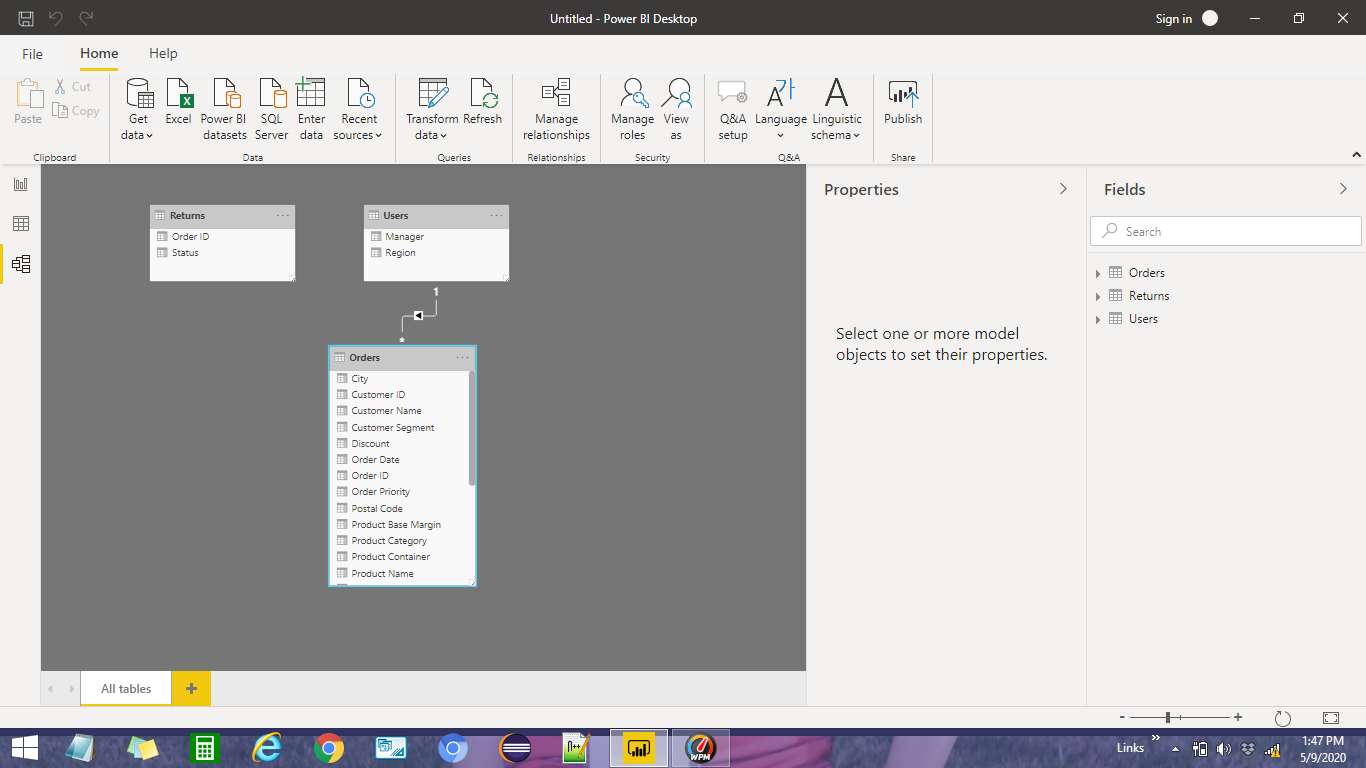 Untitled - Power BI Desktop
Sign in
File
Home
Help
Paste
Cut
Copy
Clipboard
Get data
Excel
Power BI datasets
SQL Server
Enter data
Recent sources
Data
Transform data
Refresh
Queries
Manage relationships
Relationships
Manage roles
View as
Security
Q&A setup
Language
Linguistic schema
Q&A
Publish
Share
Returns
Order ID
Status
Users
Manager
Region
1
*
Orders
City
Customer ID
Customer Name
Customer Segment
Discount
Order Date
Order ID
Order Priority
Postal Code
Product Base Margin
Product Category
Product Container
Product Name
Properties
Select one or more model
objects to set their properties.
Fields
Search
Orders
Returns
Users
All tables
+
-
+
Links
WPM
1:47 PM
5/9/2020